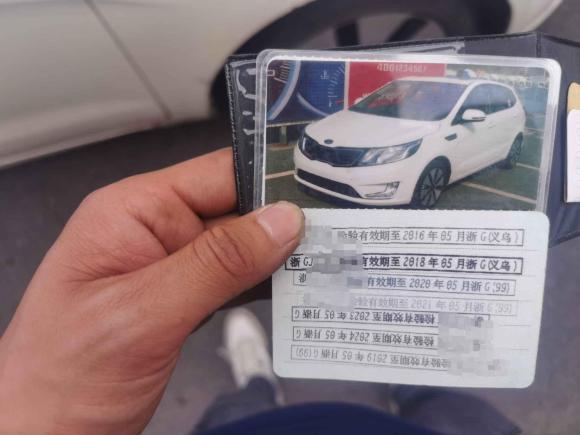 4001234567
检验有效期至2016年05月浙G(义乌)
浙G 有效期至2018年05月浙G(义乌)
浙 有效期至2020年05月浙G(99)
检验有效期至2021年05月浙G(99)
检验有效期至2023年05月浙G
检验有效期至2024年05月浙G
检验有效期至2019年05月浙G(99)